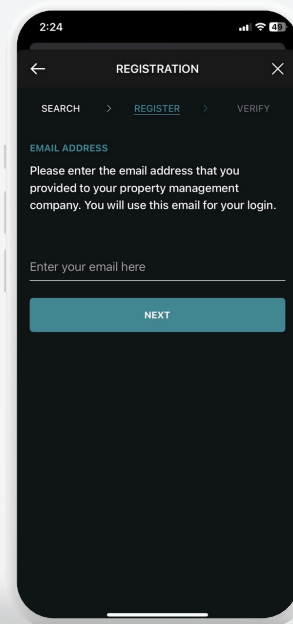 2:24
49
REGISTRATION
SEARCH > REGISTER > VERIFY
EMAIL ADDRESS
Please enter the email address that you
provided to your property management
company. You will use this email for your login.
Enter your email here
NEXT